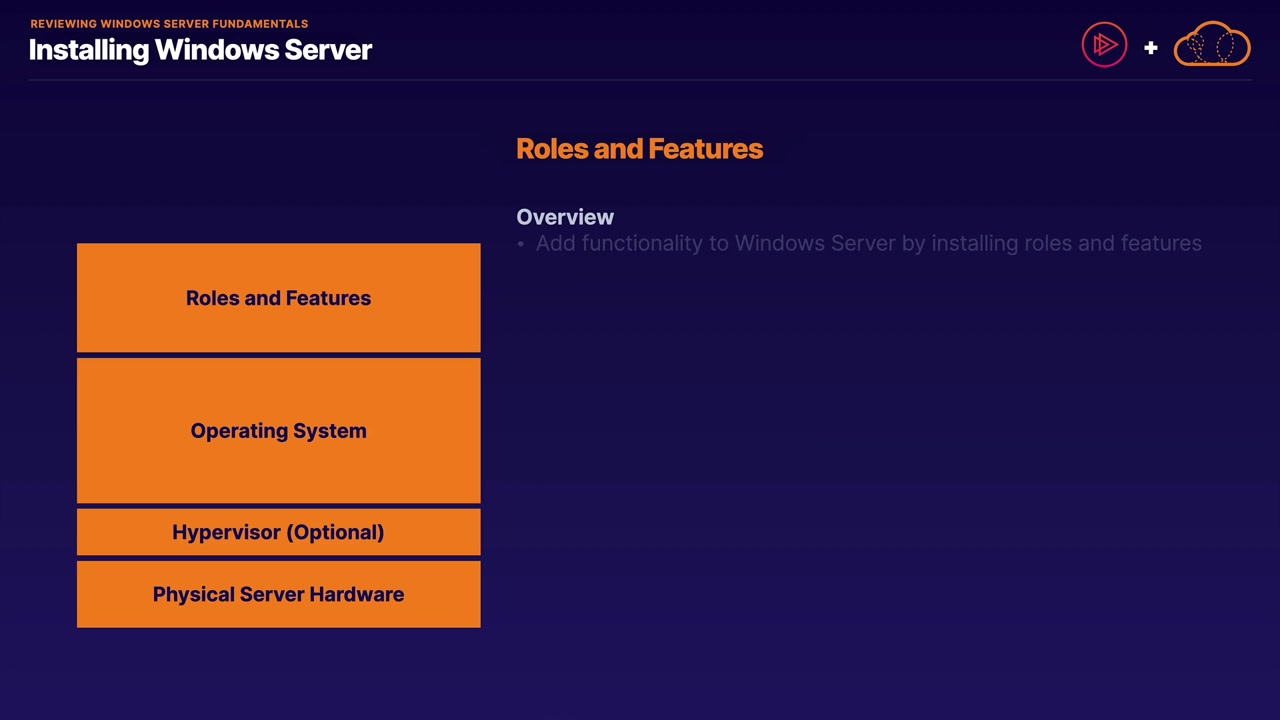 REVIEWING WINDOWS SERVER FUNDAMENTALS
Installing Windows Server
+
Roles and Features
Overview
• Add functionality to Windows Server by installing roles and features
Roles and Features
Operating System
Hypervisor (Optional)
Physical Server Hardware